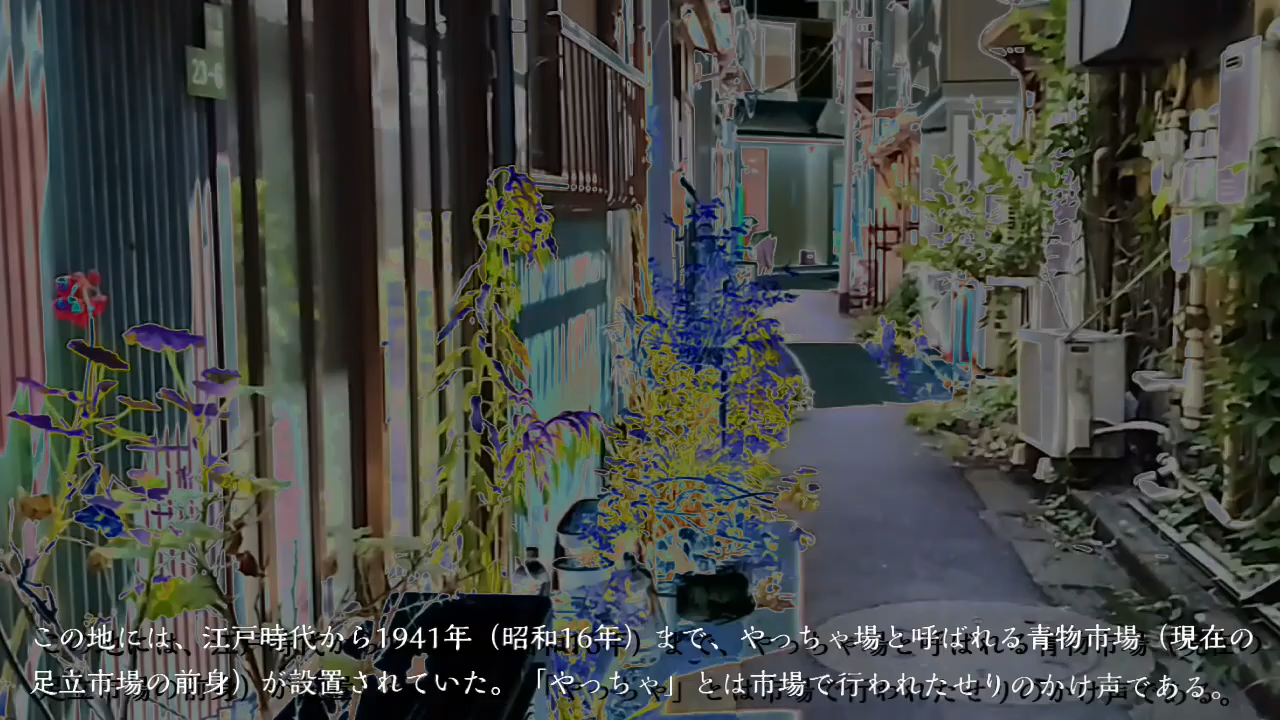 23-6
この地には、江戸時代から1941年（昭和16年）まで、やっちゃ場と呼ばれる青物市場（現在の
足立市場の前身）が設置されていた。「やっちゃ」とは市場で行われたせりのかけ声である。